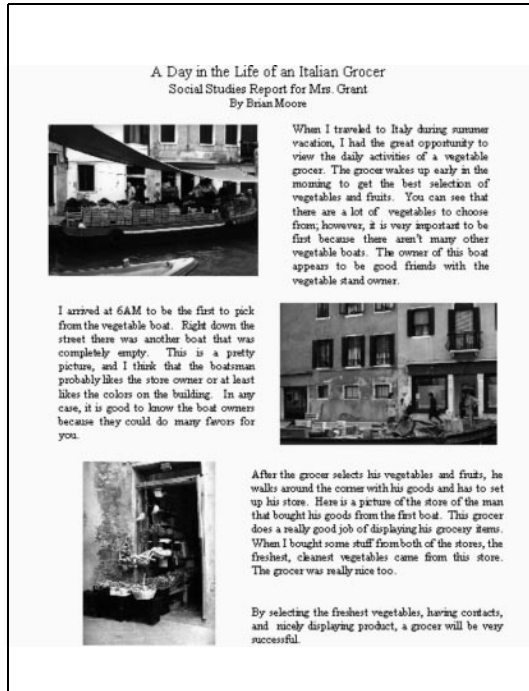 A Day in the Life of an Italian Grocer
Social Studies Report for Mrs. Grant
By Brian Moore
When I traveled to Italy during summer
vacation, I had the great opportunity to
view the daily activities of a vegetable
grocer. The grocer wakes up early in the
morning to get the best selection of
vegetables and fruits. You can see that
there are a lot of vegetables to choose
from; however, it is very important to be
first because there aren't many other
vegetable boats. The owner of this boat
appears to be good friends with the
vegetable stand owner.
I arrived at 6AM to be the first to pick
from the vegetable boat. Right down the
street there was another boat that was
completely empty. This is a pretty
picture, and I think that the boatsman
probably likes the store owner or at least
likes the colors on the building. In any
case, it is good to know the boat owners
because they could do many favors for
you.
After the grocer selects his vegetables and fruits, he
walks around the corner with his goods and has to set
up his store. Here is a picture of the store of the man
that bought his goods from the first boat. This grocer
does a really good job of displaying his grocery items.
When I bought some stuff from both of the stores, the
freshest, cleanest vegetables came from this store.
The grocer was really nice too.
By selecting the freshest vegetables, having contacts,
and nicely displaying product, a grocer will be very
successful.